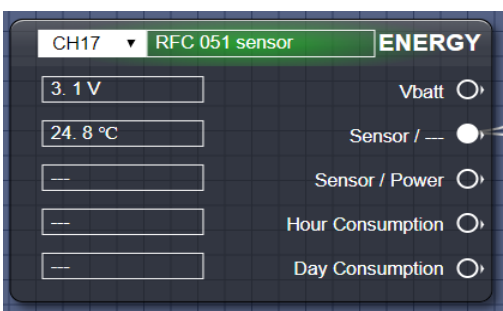 CH17 ▼ RFC 051 sensor ENERGY
3. 1 V Vbatt
24. 8 ℃ Sensor / ---
--- Sensor / Power
--- Hour Consumption
--- Day Consumption